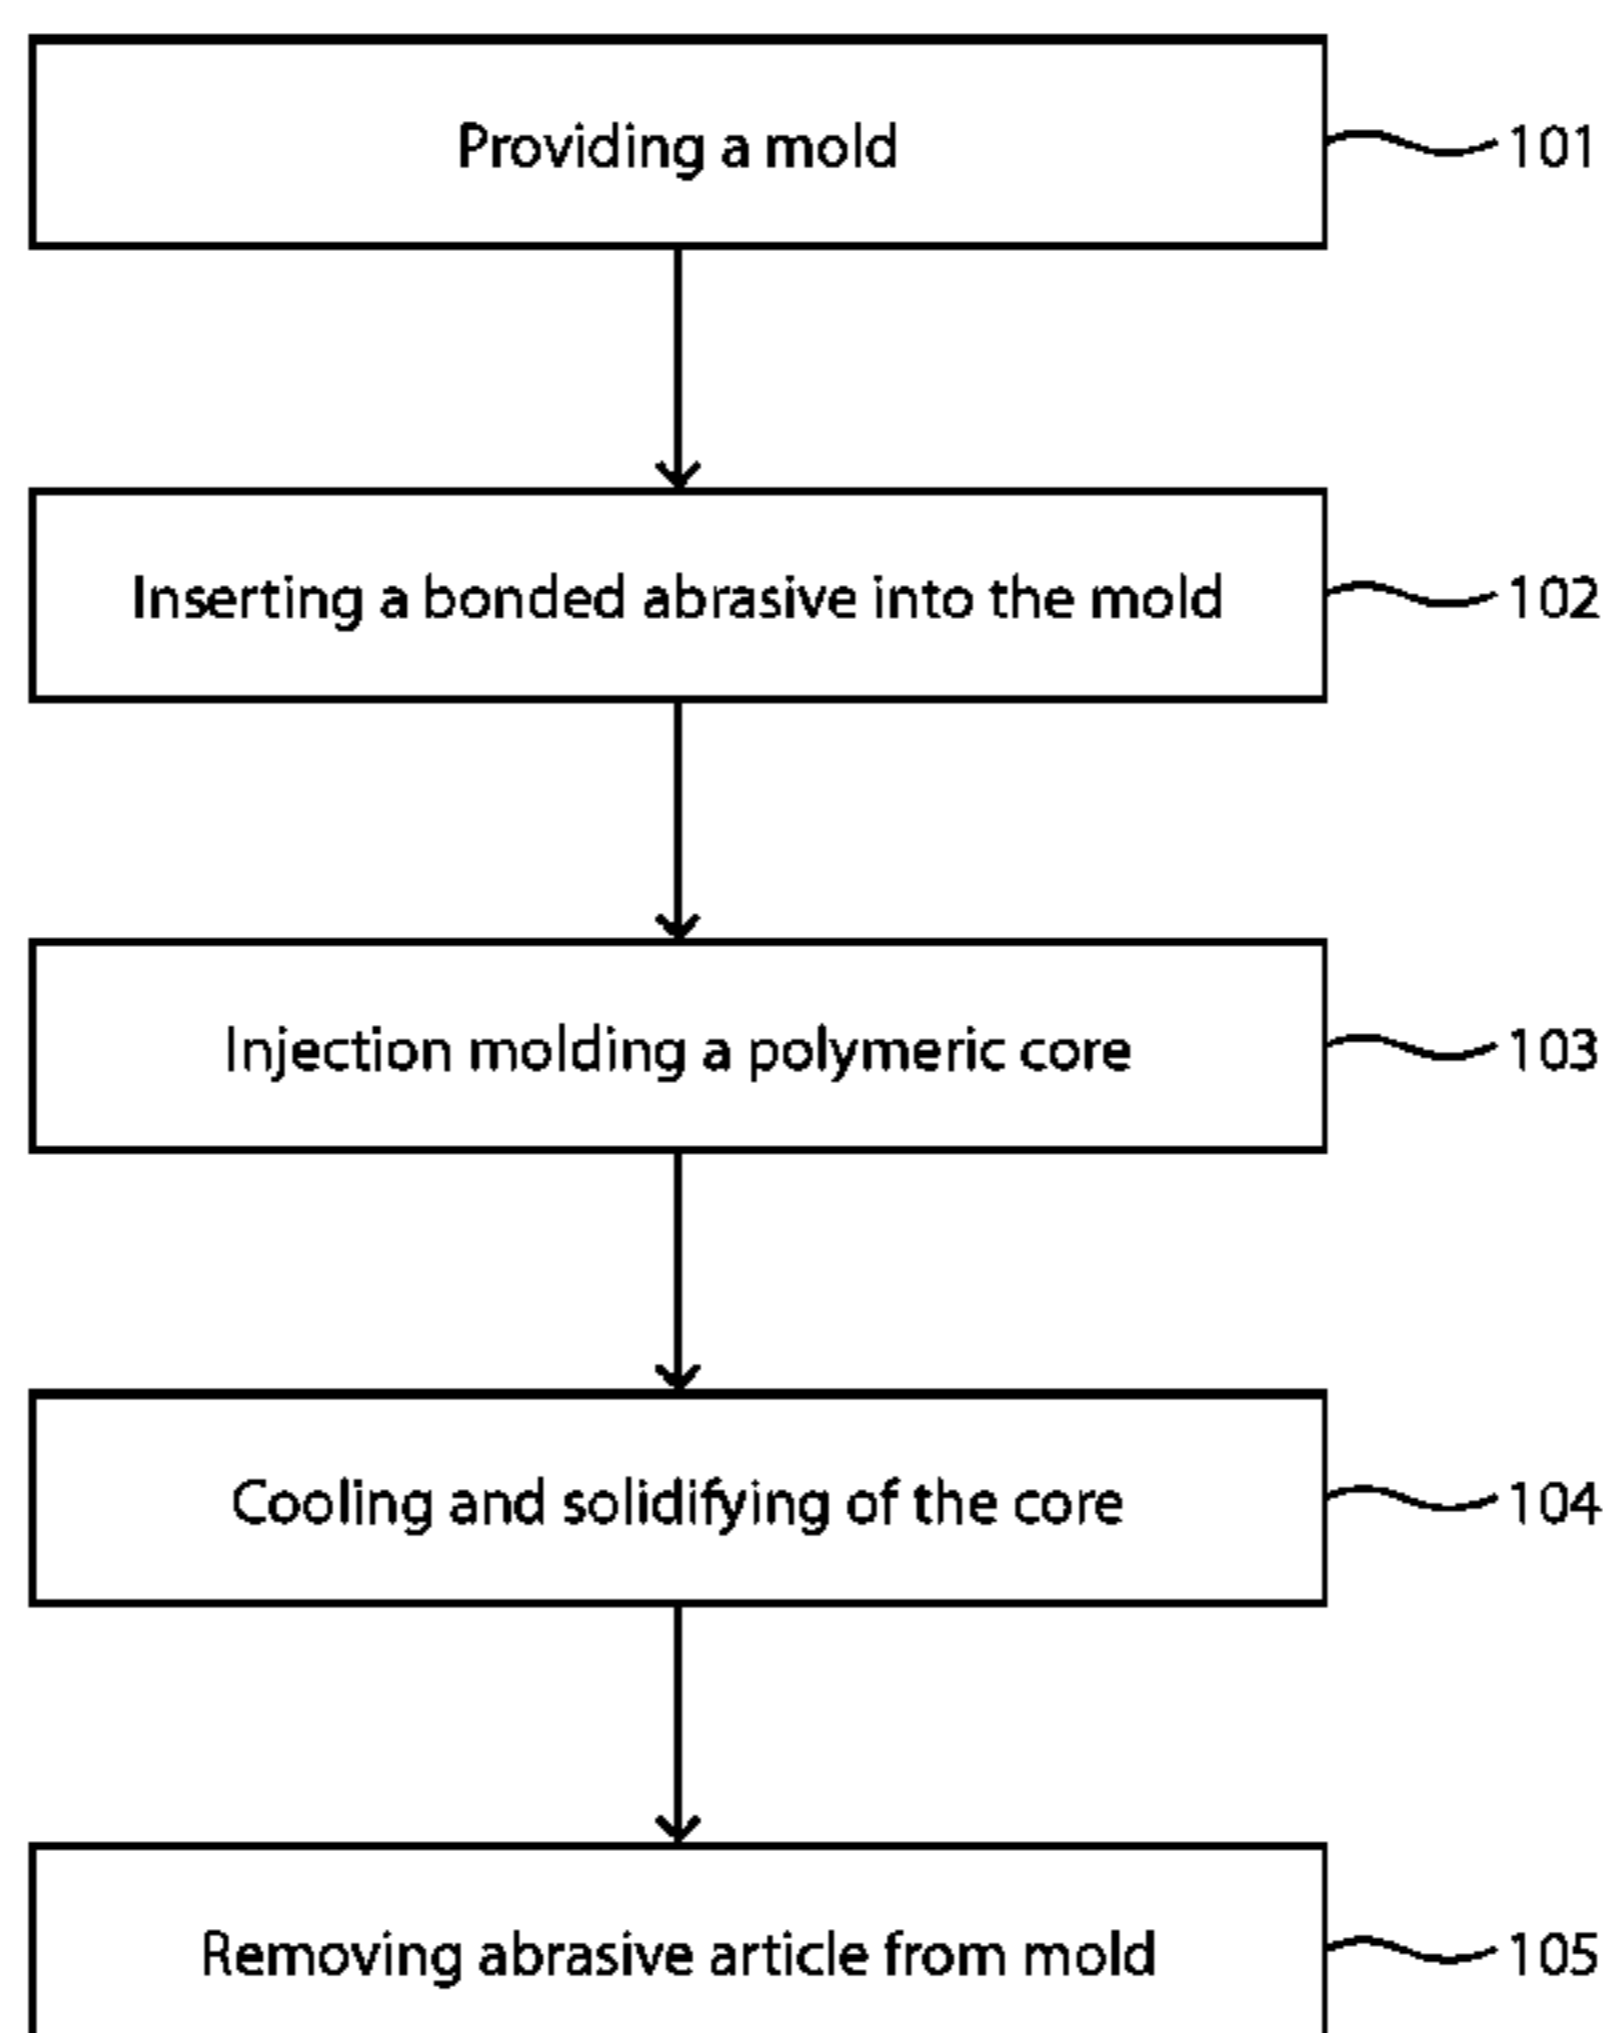 Providing a mold
101
Inserting a bonded abrasive into the mold
102
Injection molding a polymeric core
103
Cooling and solidifying of the core
104
Removing abrasive article from mold
105